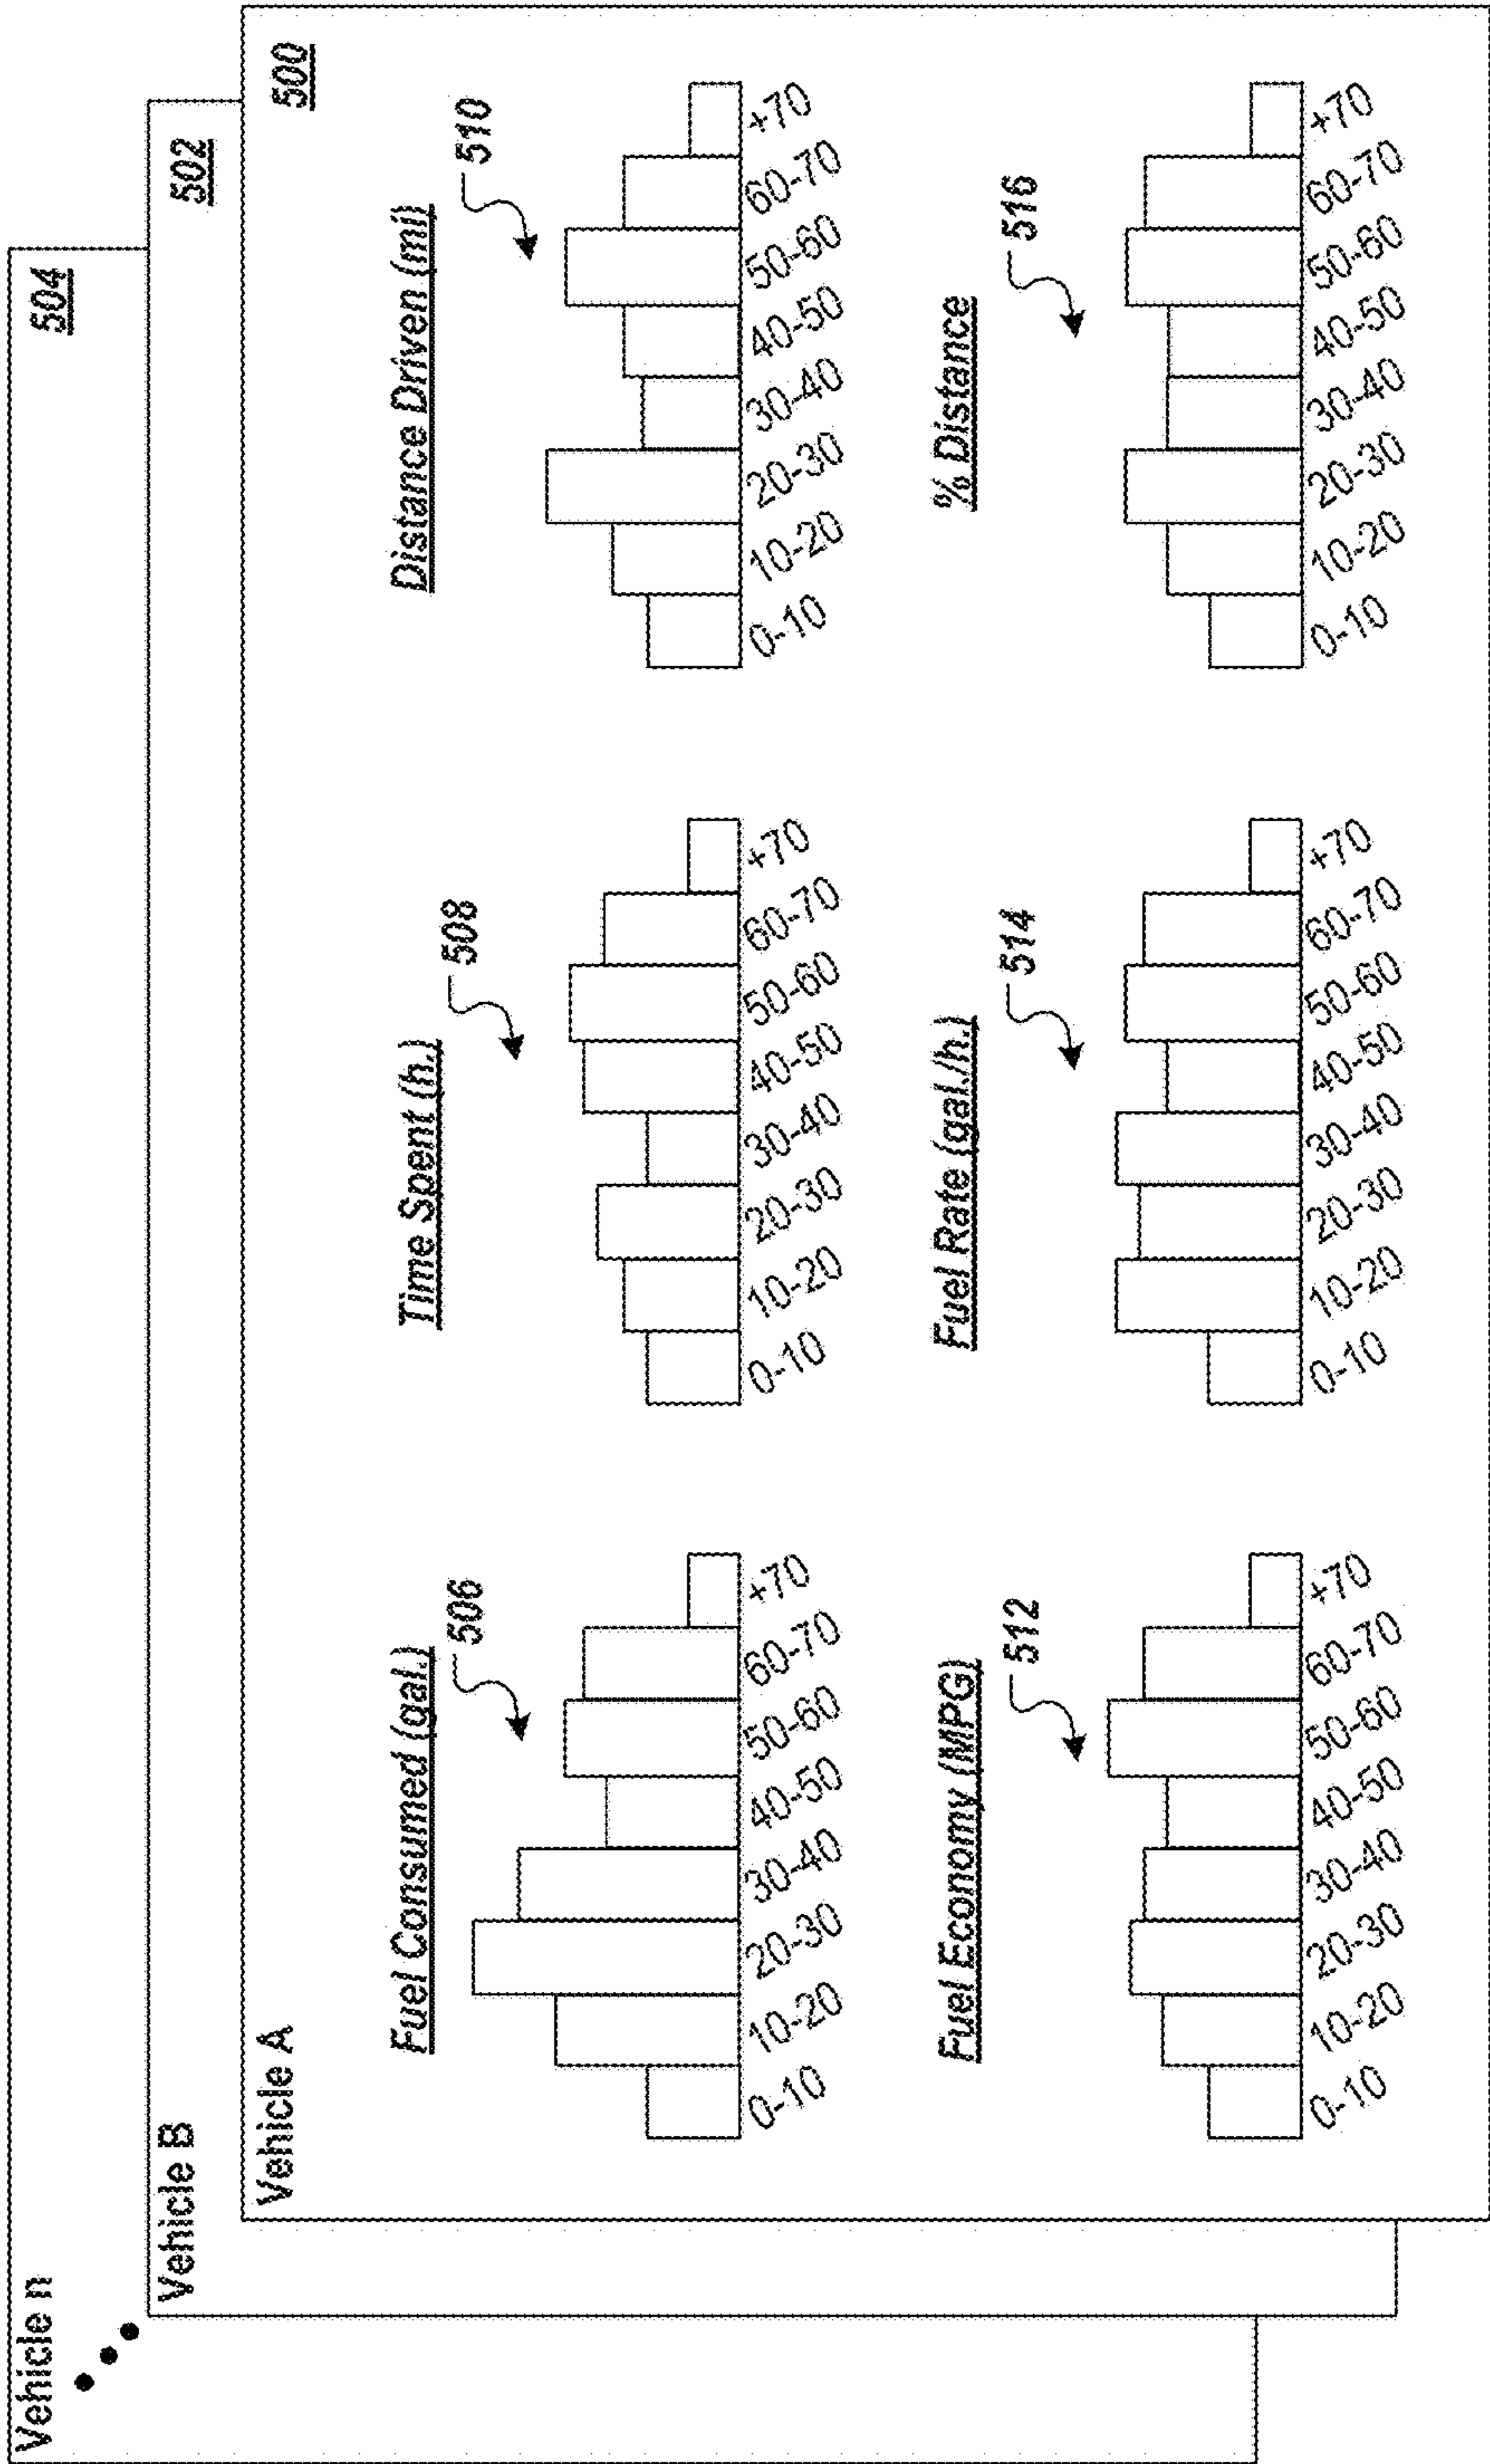 Vehicle n
504
Vehicle B
502
Vehicle A
500
Fuel Consumed (gal.)
506
0-10 10-20 20-30 30-40 40-50 50-60 60-70 +70
Time Spent (h.)
508
0-10 10-20 20-30 30-40 40-50 50-60 60-70 +70
Distance Driven (mi)
510
0-10 10-20 20-30 30-40 40-50 50-60 60-70 +70
Fuel Economy (MPG)
512
0-10 10-20 20-30 30-40 40-50 50-60 60-70 +70
Fuel Rate (gal./h.)
514
0-10 10-20 20-30 30-40 40-50 50-60 60-70 +70
% Distance
516
0-10 10-20 20-30 30-40 40-50 50-60 60-70 +70